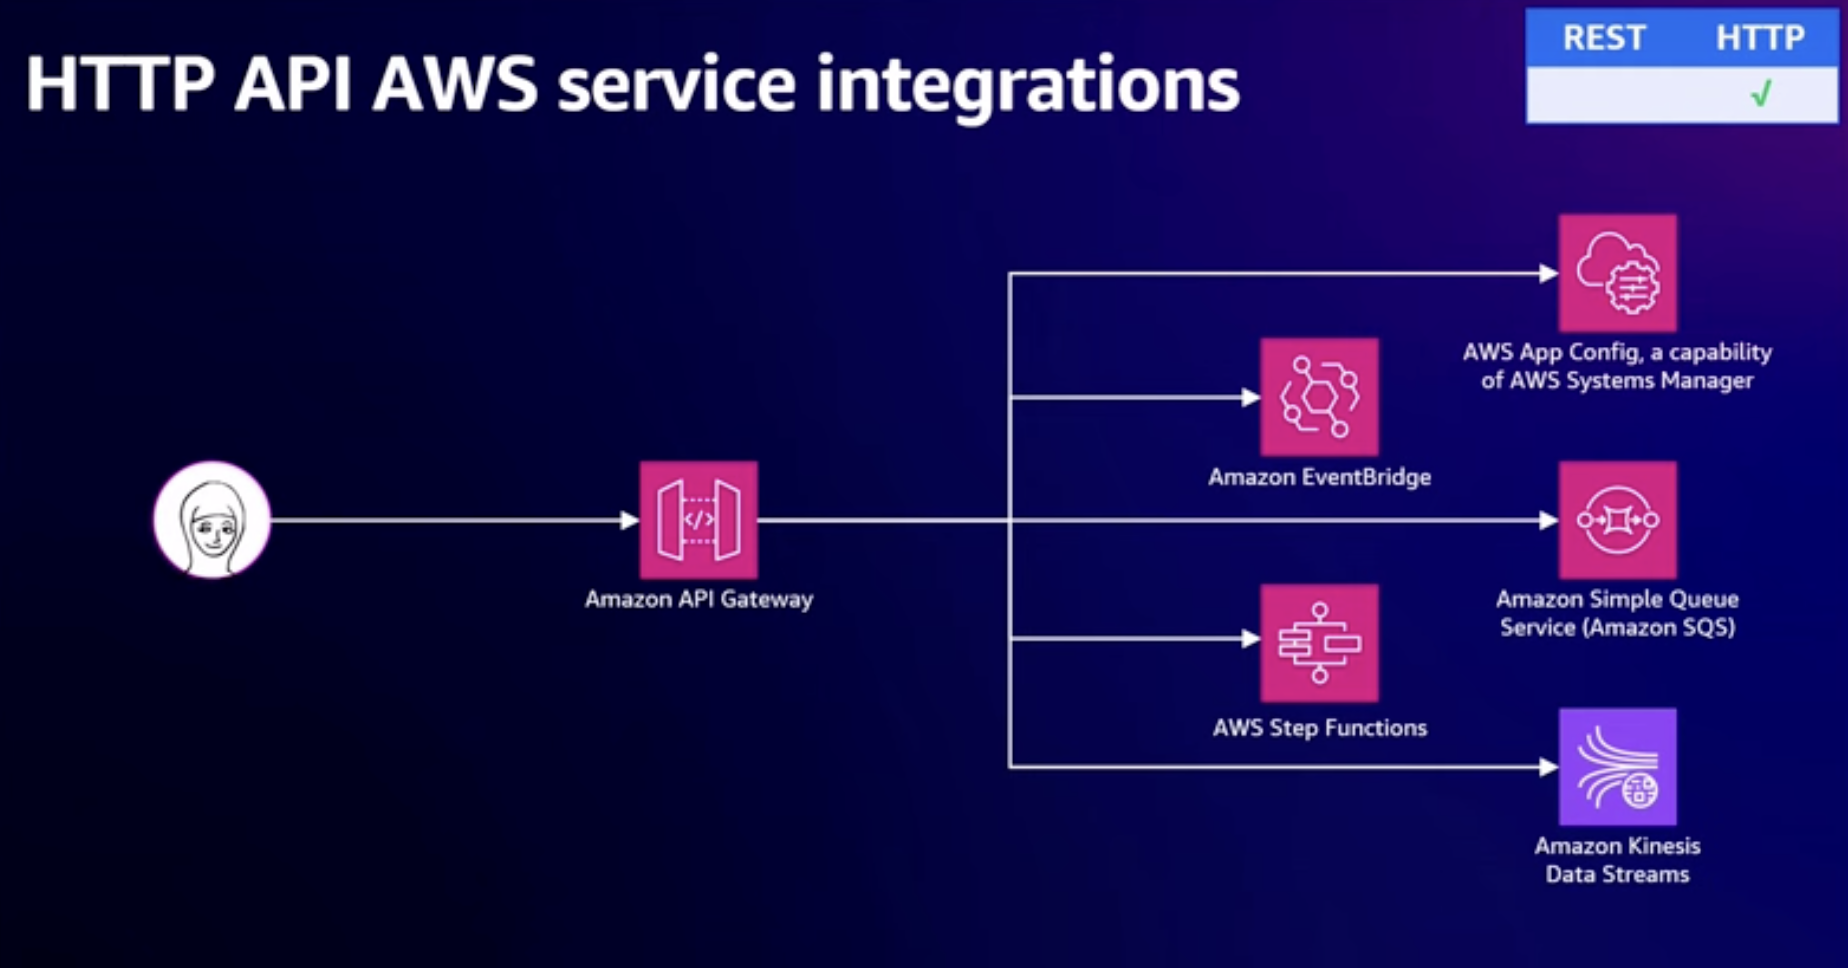 HTTP API AWS service integrations
REST HTTP
√
AWS App Config, a capability
of AWS Systems Manager
Amazon EventBridge
</>
Amazon API Gateway
Amazon Simple Queue
Service (Amazon SQS)
AWS Step Functions
Amazon Kinesis
Data Streams